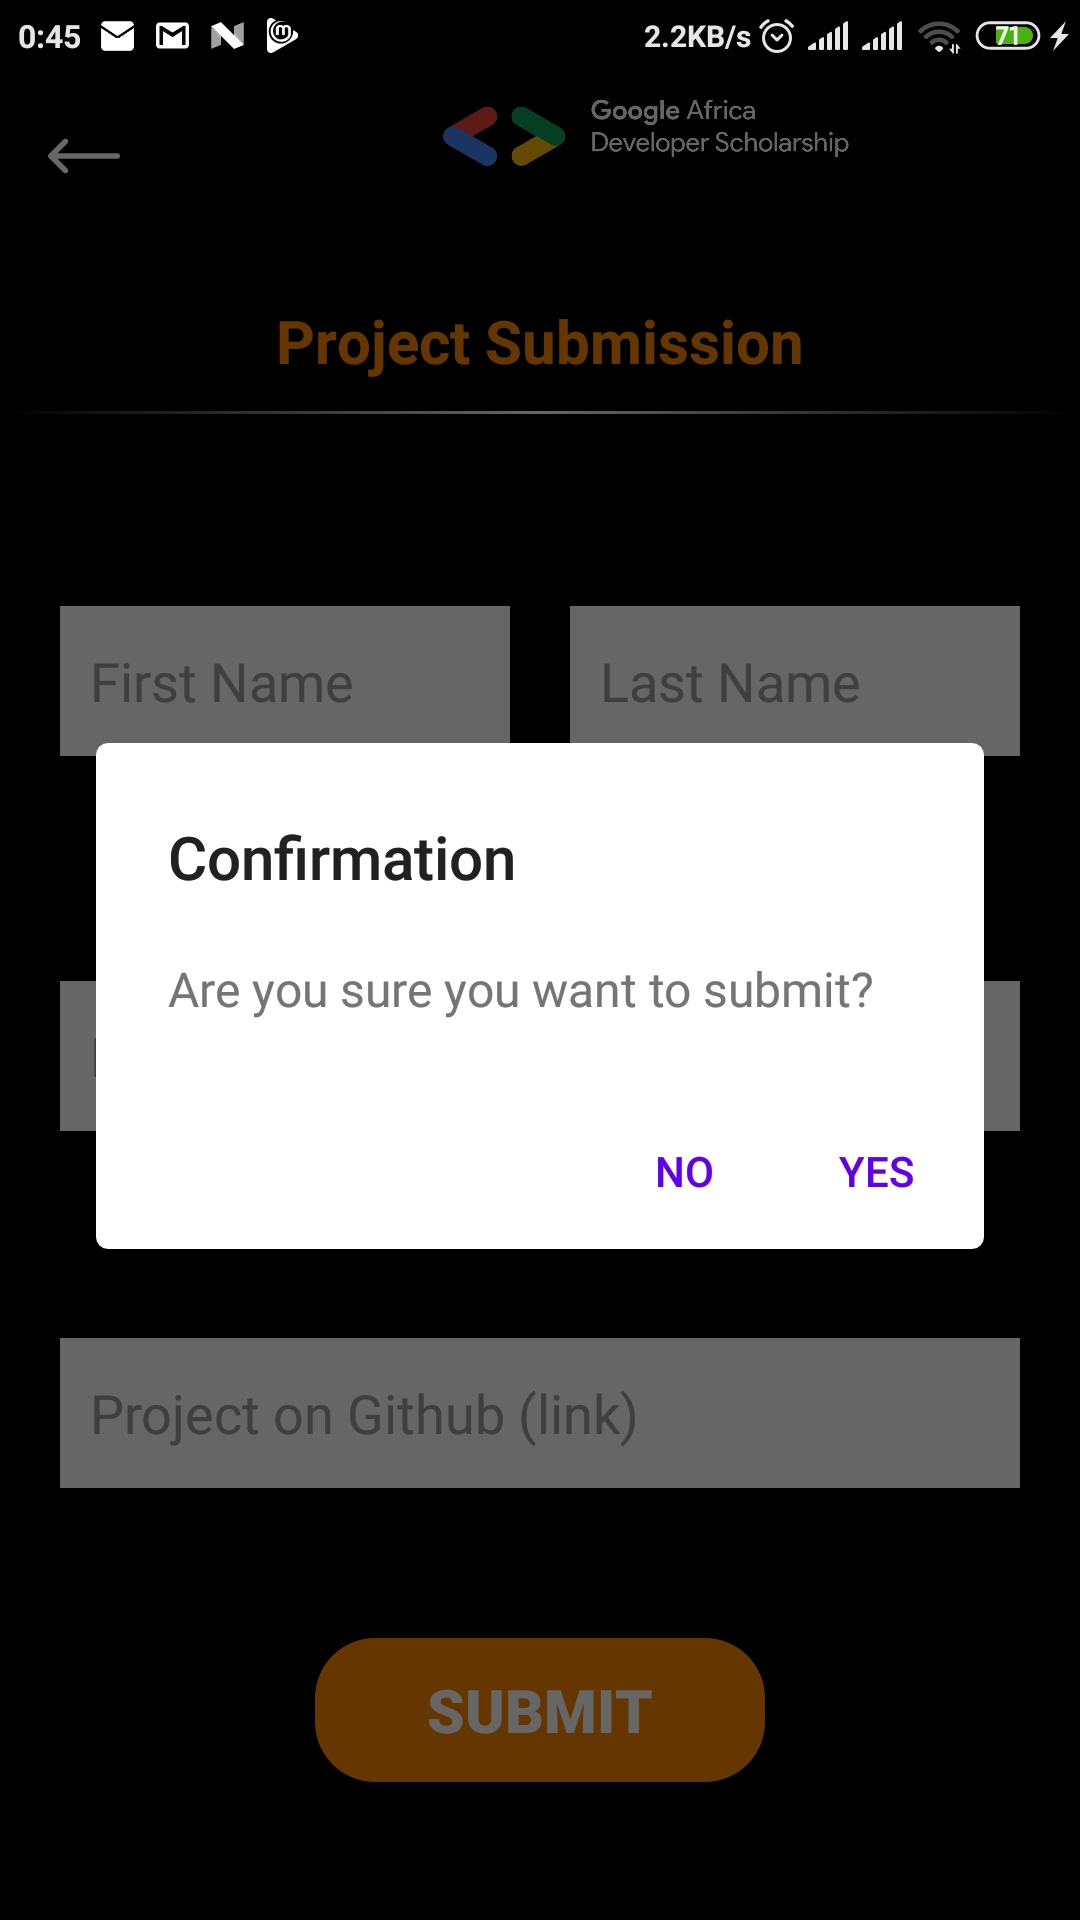 0:45 2.2KB/s 71
Google Africa
Developer Scholarship
Project Submission
First Name Last Name
Confirmation
Are you sure you want to submit?
NO YES
Project on Github (link)
SUBMIT